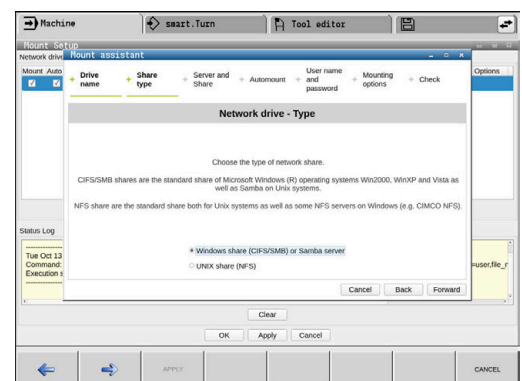 Machine
smart.Turn
Tool editor
Mount Setup
Network drive
Mount assistant
Mount Auto
Options
+ Drive name
+ Share type
+ Server and Share
+ Automount
+ User name and password
+ Mounting options
+ Check
Network drive - Type
Choose the type of network share.
CIFS/SMB shares are the standard share of Microsoft Windows (R) operating systems Win2000, WinXP and Vista as
well as Samba on Unix systems.
NFS share are the standard share both for Unix systems as well as some NFS servers on Windows (e.g. CIMCO NFS).
Status Log
Windows share (CIFS/SMB) or Samba server
UNIX share (NFS)
Tue Oct 13
Command:
Execution s
=user,file_r
Cancel Back Forward
Clear
OK Apply Cancel
APPLY
CANCEL